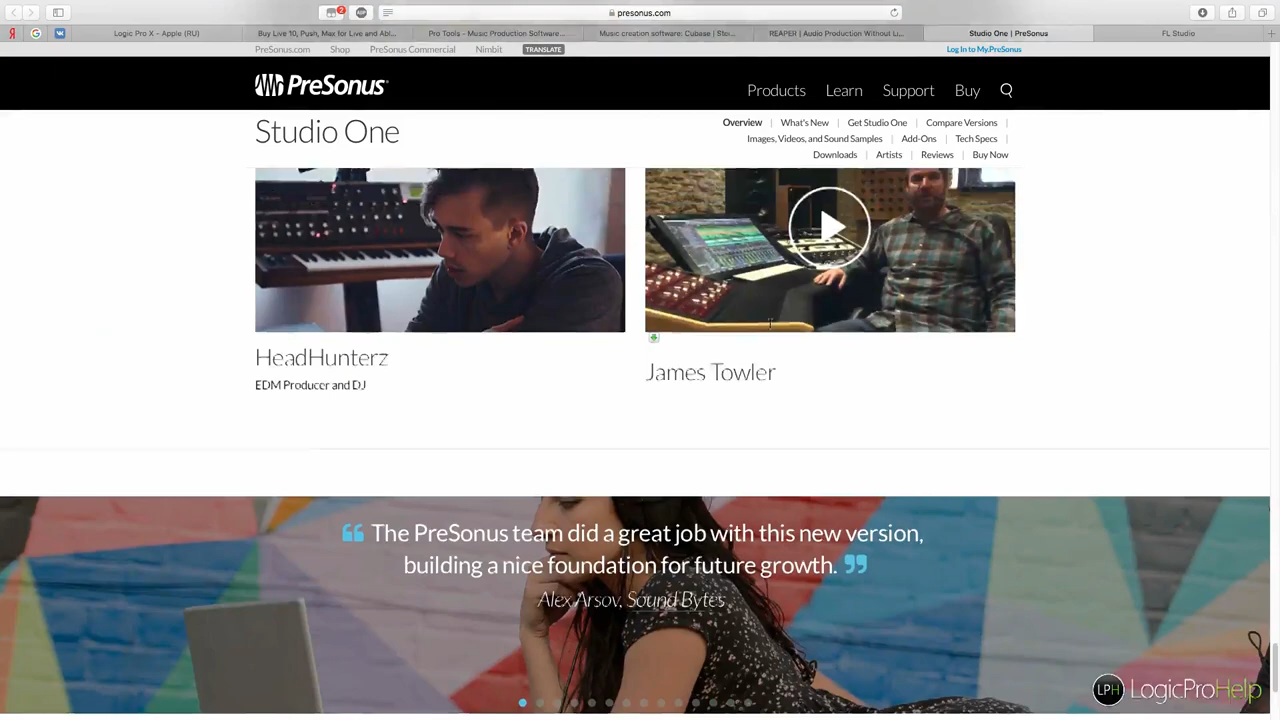 presonus.com
2
ABP
Я
G
Logic Pro X - Apple (RU)
Buy Live 10, Push, Max for Live and Abl...
Pro Tools - Music Production Software...
Music creation software: Cubase | Stei...
REAPER | Audio Production Without Li...
Studio One | PreSonus
FL Studio
PreSonus.com
Shop
PreSonus Commercial
Nimbit
TRANSLATE
Log In to My.PreSonus
PreSonus
Products
Learn
Support
Buy
Studio One
Overview | What's New | Get Studio One | Compare Versions |
Images, Videos, and Sound Samples | Add-Ons | Tech Specs |
Downloads | Artists | Reviews | Buy Now
HeadHunterz
EDM Producer and DJ
James Towler
“ The PreSonus team did a great job with this new version,
building a nice foundation for future growth. ”
Alex Arsov, Sound Bytes
LPH LogicProHelp